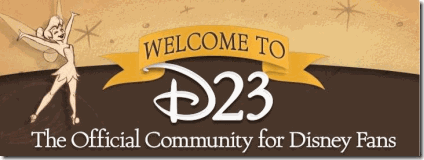 WELCOME TO
D23
The Official Community for Disney Fans